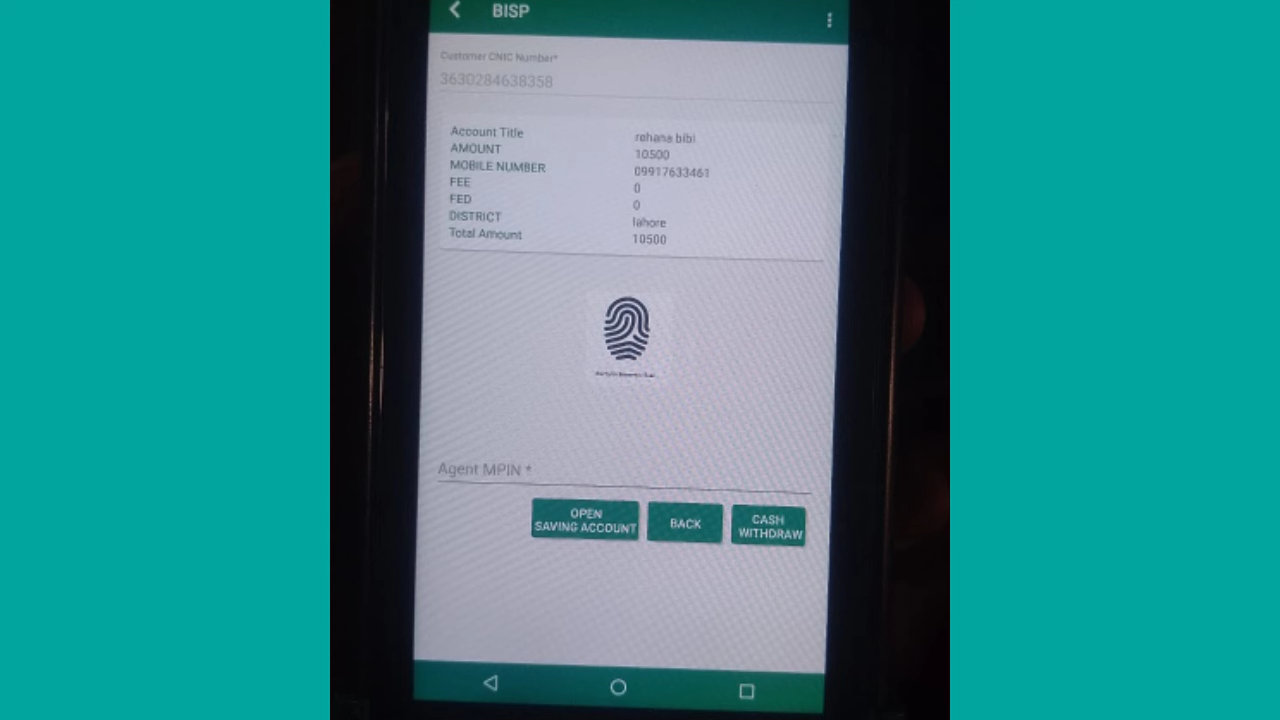 BISP
Customer CNIC Number*
3630284638358
Account Title rehana bibi
AMOUNT 10500
MOBILE NUMBER 09917633461
FEE 0
FED 0
DISTRICT lahore
Total Amount 10500
Agent MPIN *
OPEN
SAVING ACCOUNT
BACK
CASH
WITHDRAW